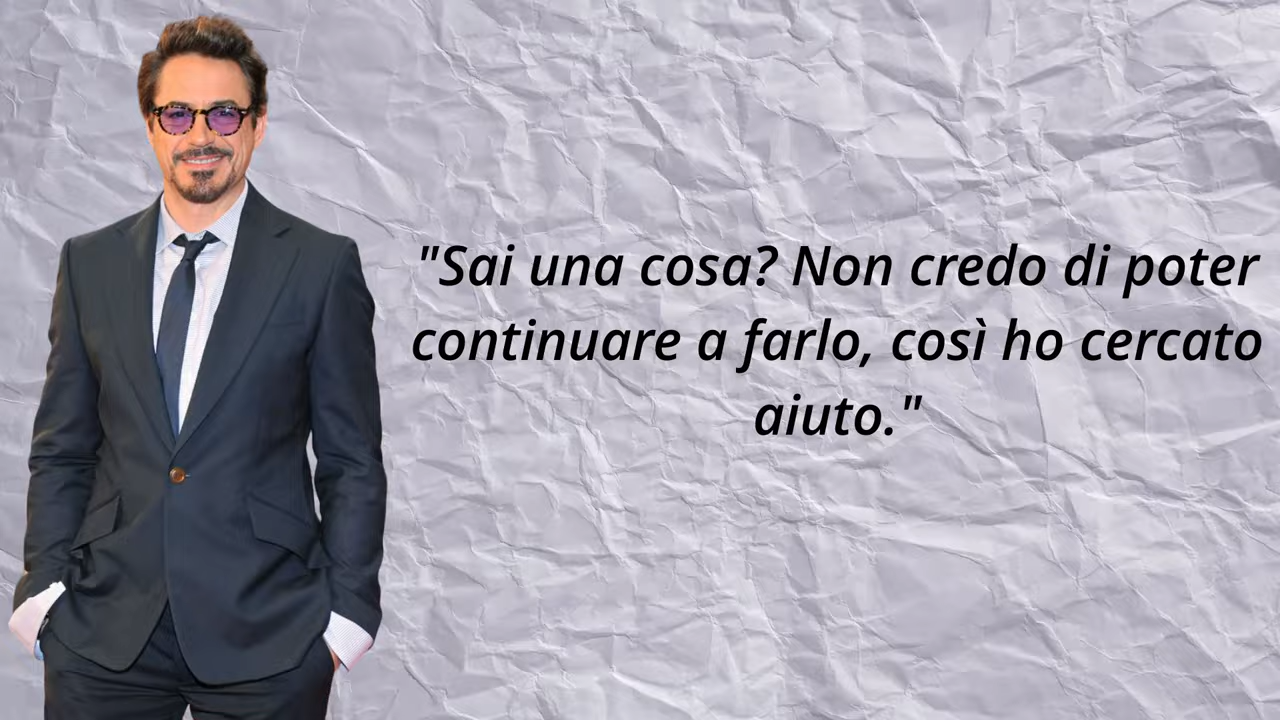 "Sai una cosa? Non credo di poter
continuare a farlo, così ho cercato
aiuto."